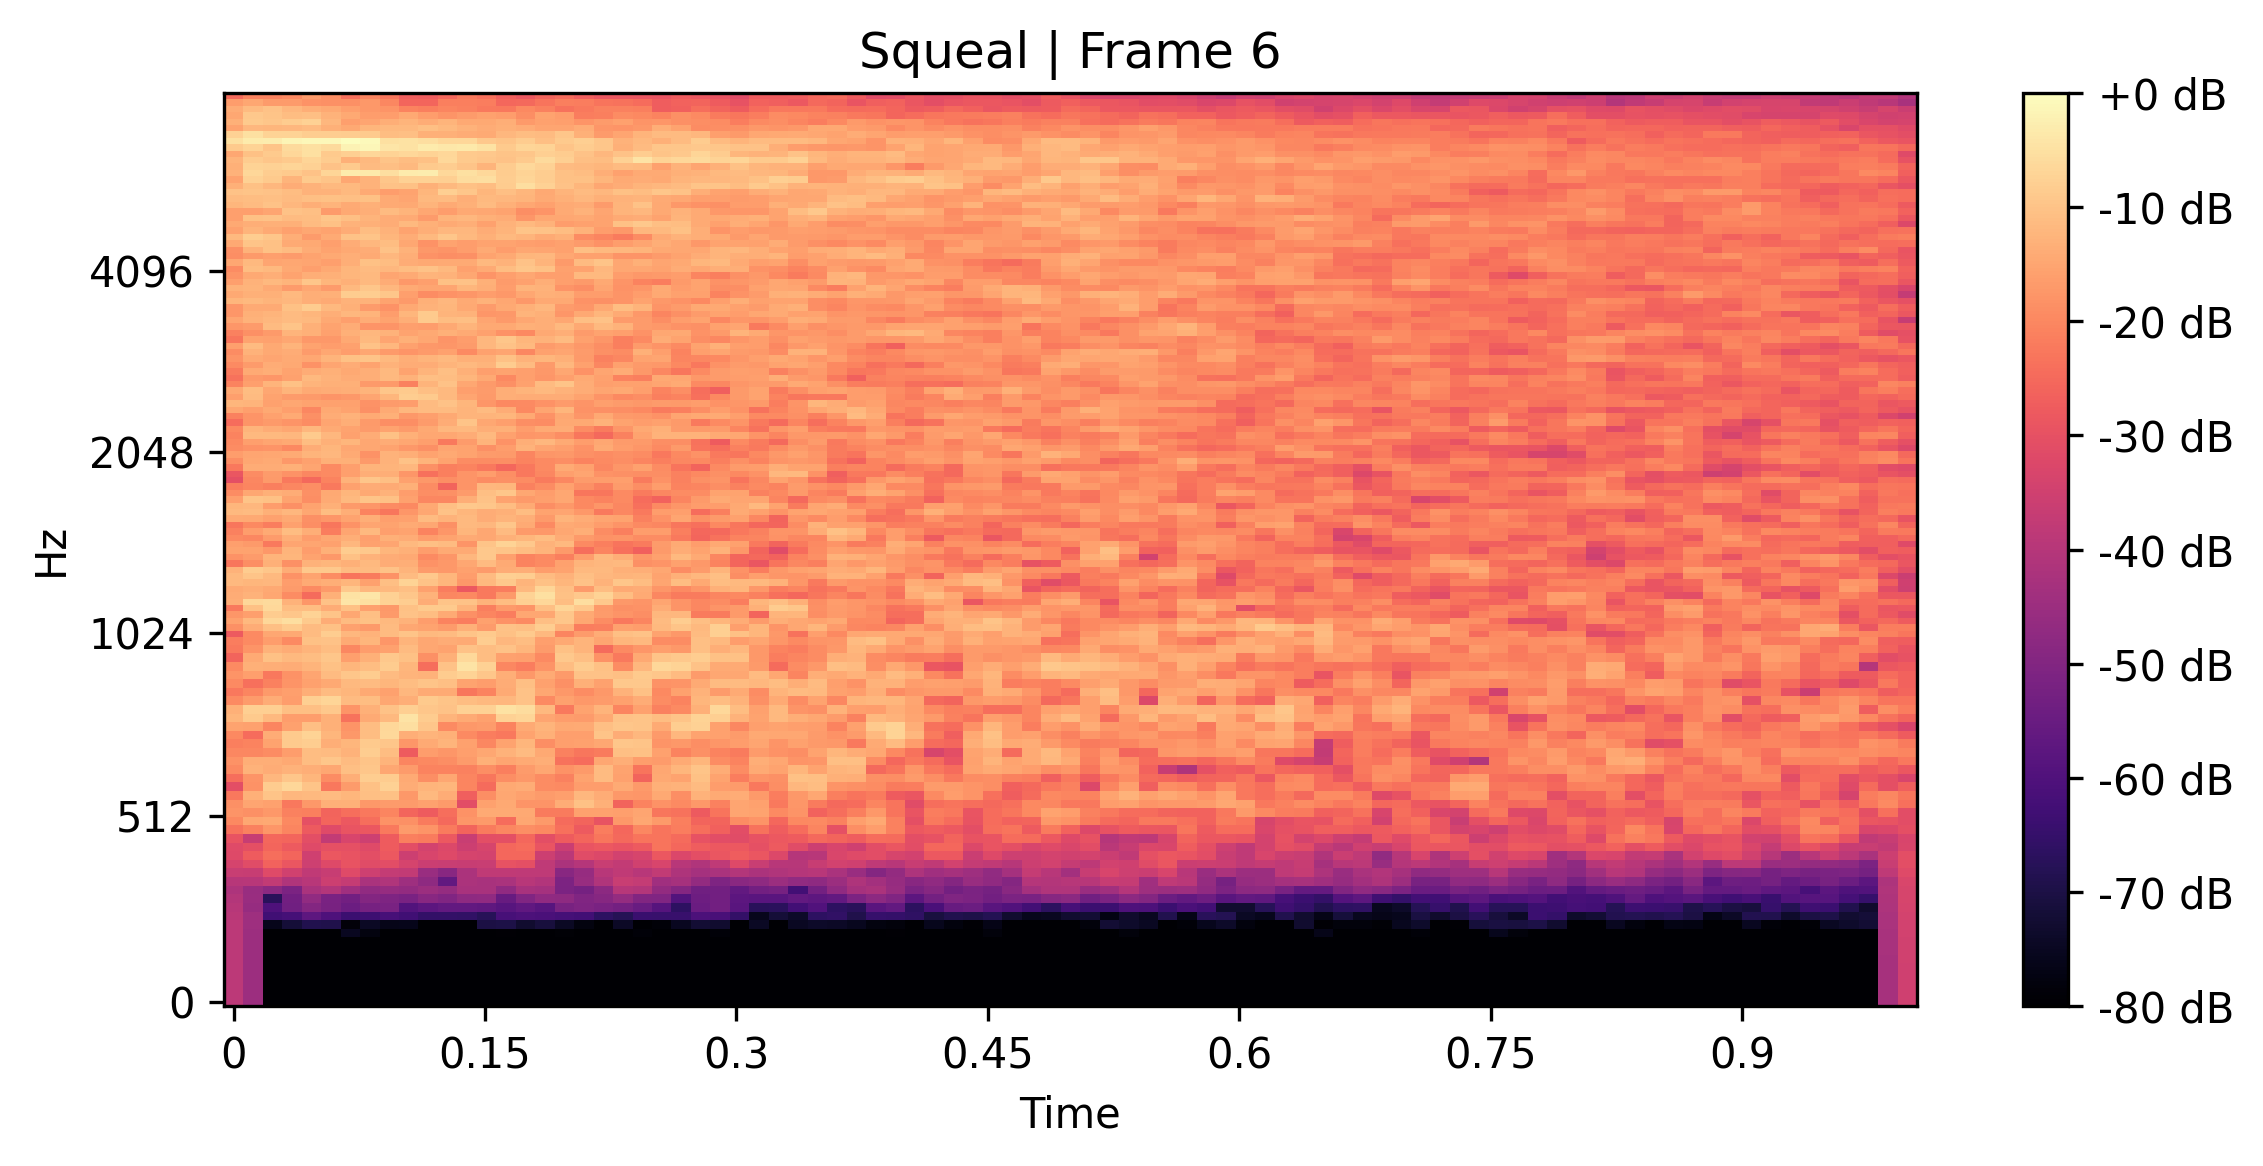 Squeal | Frame 6
+0 dB
-10 dB
-20 dB
-30 dB
-40 dB
-50 dB
-60 dB
-70 dB
-80 dB
4096
2048
1024
512
0
Hz
0 0.15 0.3 0.45 0.6 0.75 0.9
Time